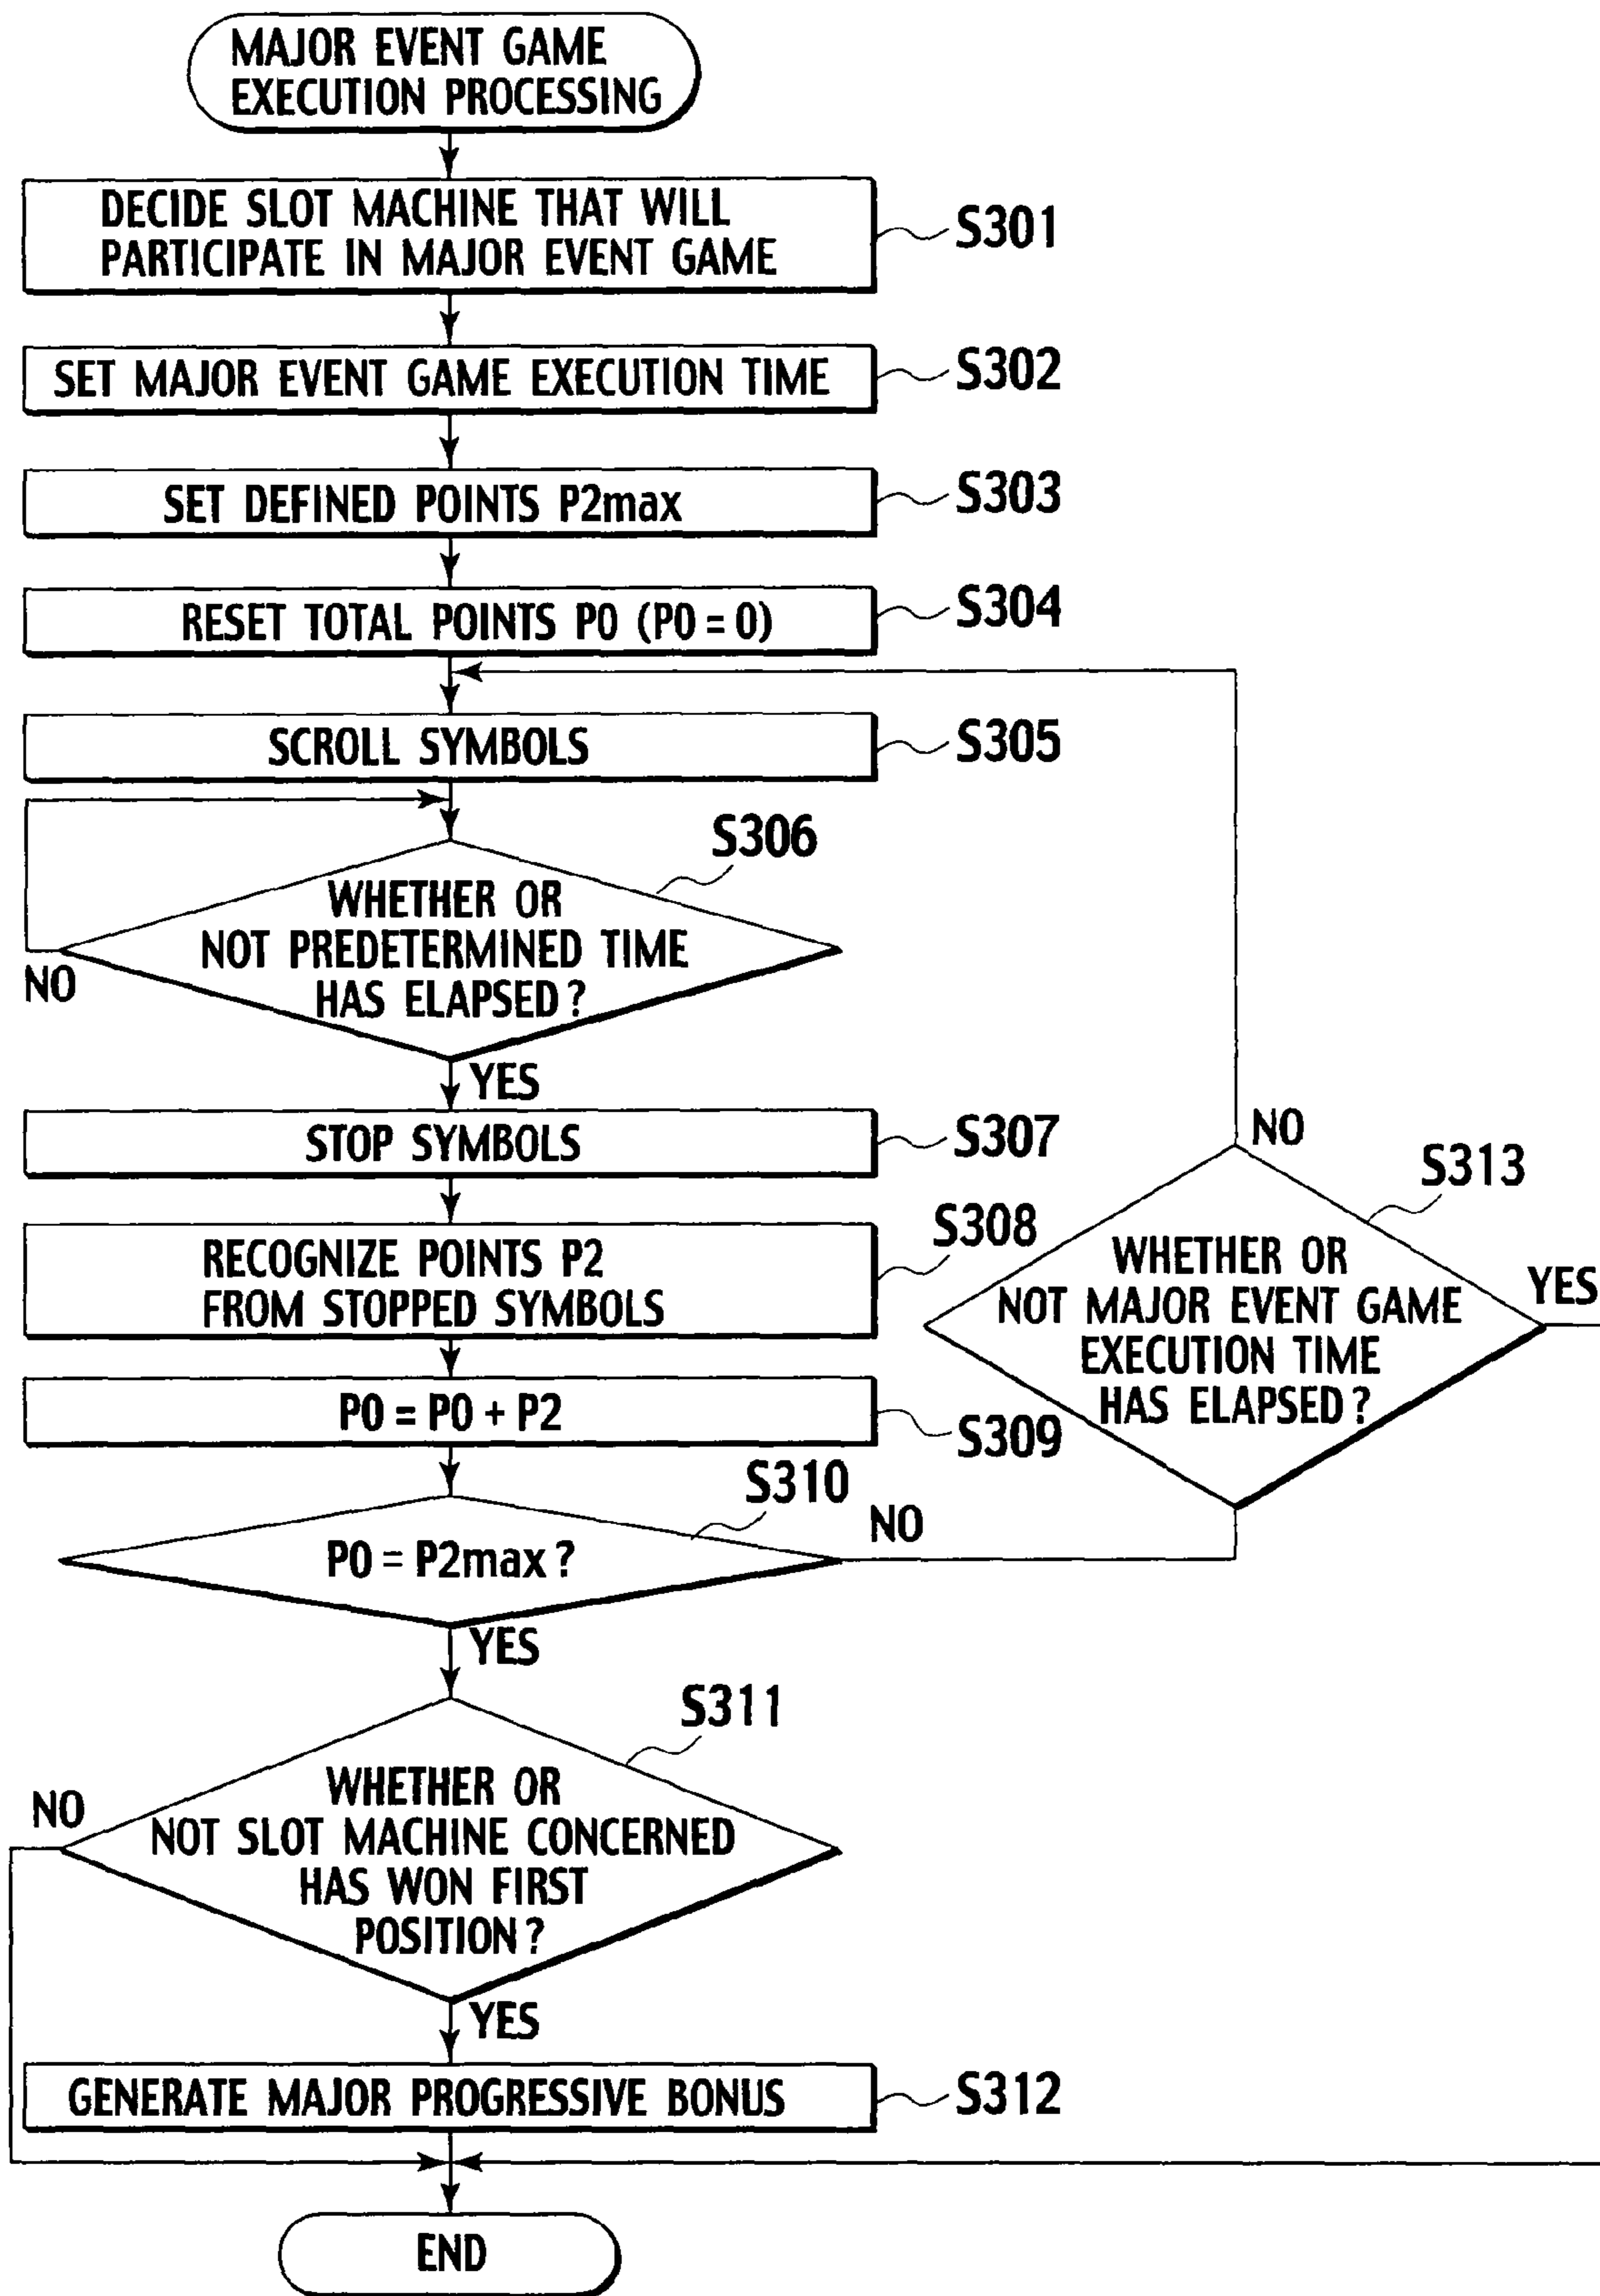 MAJOR EVENT GAME
EXECUTION PROCESSING
DECIDE SLOT MACHINE THAT WILL
PARTICIPATE IN MAJOR EVENT GAME
S301
SET MAJOR EVENT GAME EXECUTION TIME
S302
SET DEFINED POINTS P2max
S303
RESET TOTAL POINTS P0 (P0 = 0)
S304
SCROLL SYMBOLS
S305
S306
WHETHER OR
NOT PREDETERMINED TIME
HAS ELAPSED?
NO
YES
STOP SYMBOLS
S307
RECOGNIZE POINTS P2
FROM STOPPED SYMBOLS
S308
P0 = P0 + P2
S309
S310
P0 = P2max?
NO
YES
NO
S313
WHETHER OR
NOT MAJOR EVENT GAME
EXECUTION TIME
HAS ELAPSED?
YES
S311
WHETHER OR
NOT SLOT MACHINE CONCERNED
HAS WON FIRST
POSITION?
NO
YES
GENERATE MAJOR PROGRESSIVE BONUS
S312
END